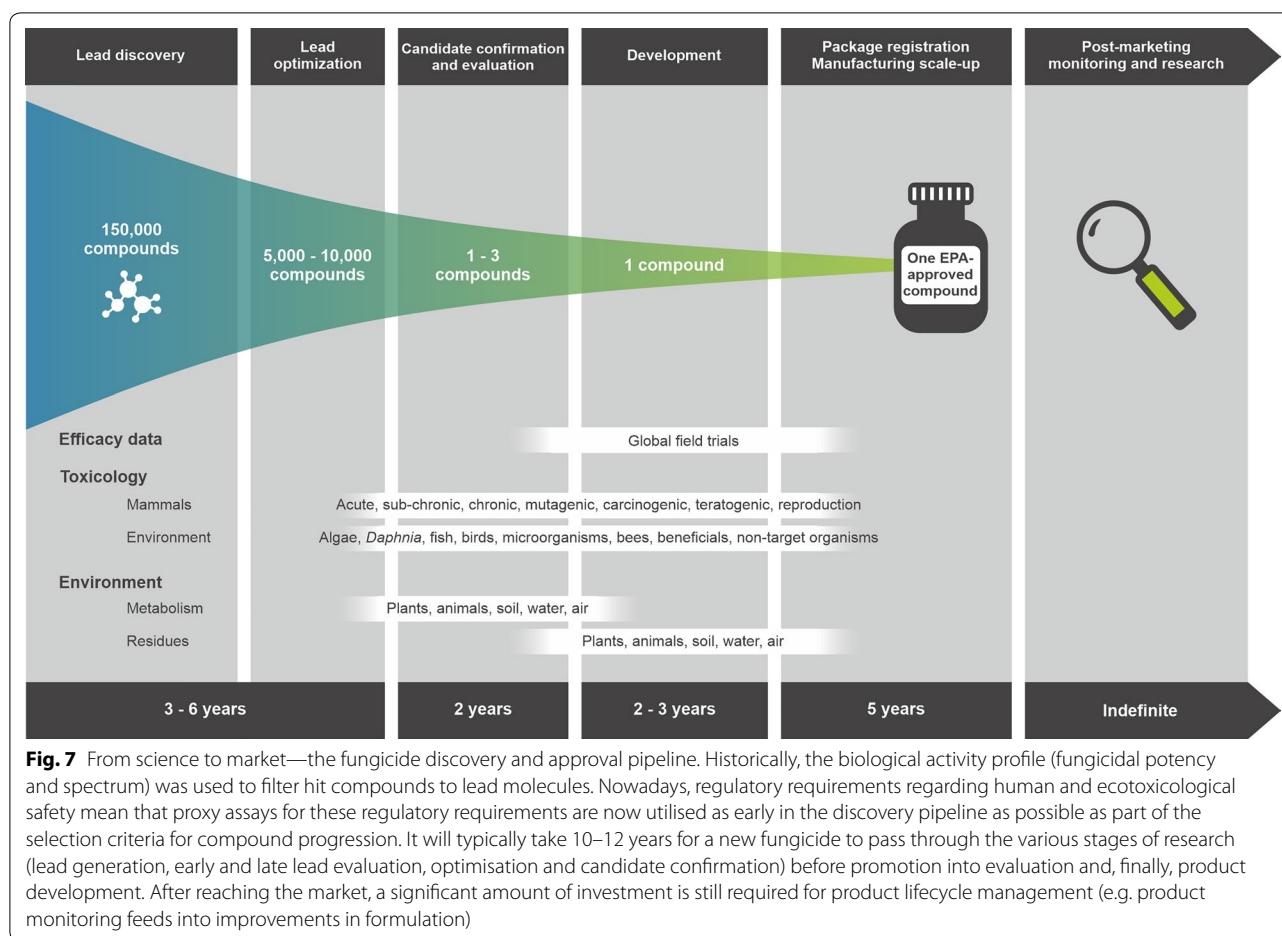 Lead discovery
Lead
optimization
Candidate confirmation
and evaluation
Development
Package registration
Manufacturing scale-up
Post-marketing
monitoring and research
150,000
compounds
5,000 - 10,000
compounds
1 - 3
compounds
1 compound
One EPA-
approved
compound
Efficacy data
Global field trials
Toxicology
Mammals
Acute, sub-chronic, chronic, mutagenic, carcinogenic, teratogenic, reproduction
Environment
Algae, Daphnia, fish, birds, microorganisms, bees, beneficials, non-target organisms
Environment
Metabolism
Plants, animals, soil, water, air
Residues
Plants, animals, soil, water, air
3 - 6 years
2 years
2 - 3 years
5 years
Indefinite
Fig. 7 From science to market—the fungicide discovery and approval pipeline. Historically, the biological activity profile (fungicidal potency
and spectrum) was used to filter hit compounds to lead molecules. Nowadays, regulatory requirements regarding human and ecotoxicological
safety mean that proxy assays for these regulatory requirements are now utilised as early in the discovery pipeline as possible as part of the
selection criteria for compound progression. It will typically take 10–12 years for a new fungicide to pass through the various stages of research
(lead generation, early and late lead evaluation, optimisation and candidate confirmation) before promotion into evaluation and, finally, product
development. After reaching the market, a significant amount of investment is still required for product lifecycle management (e.g. product
monitoring feeds into improvements in formulation)